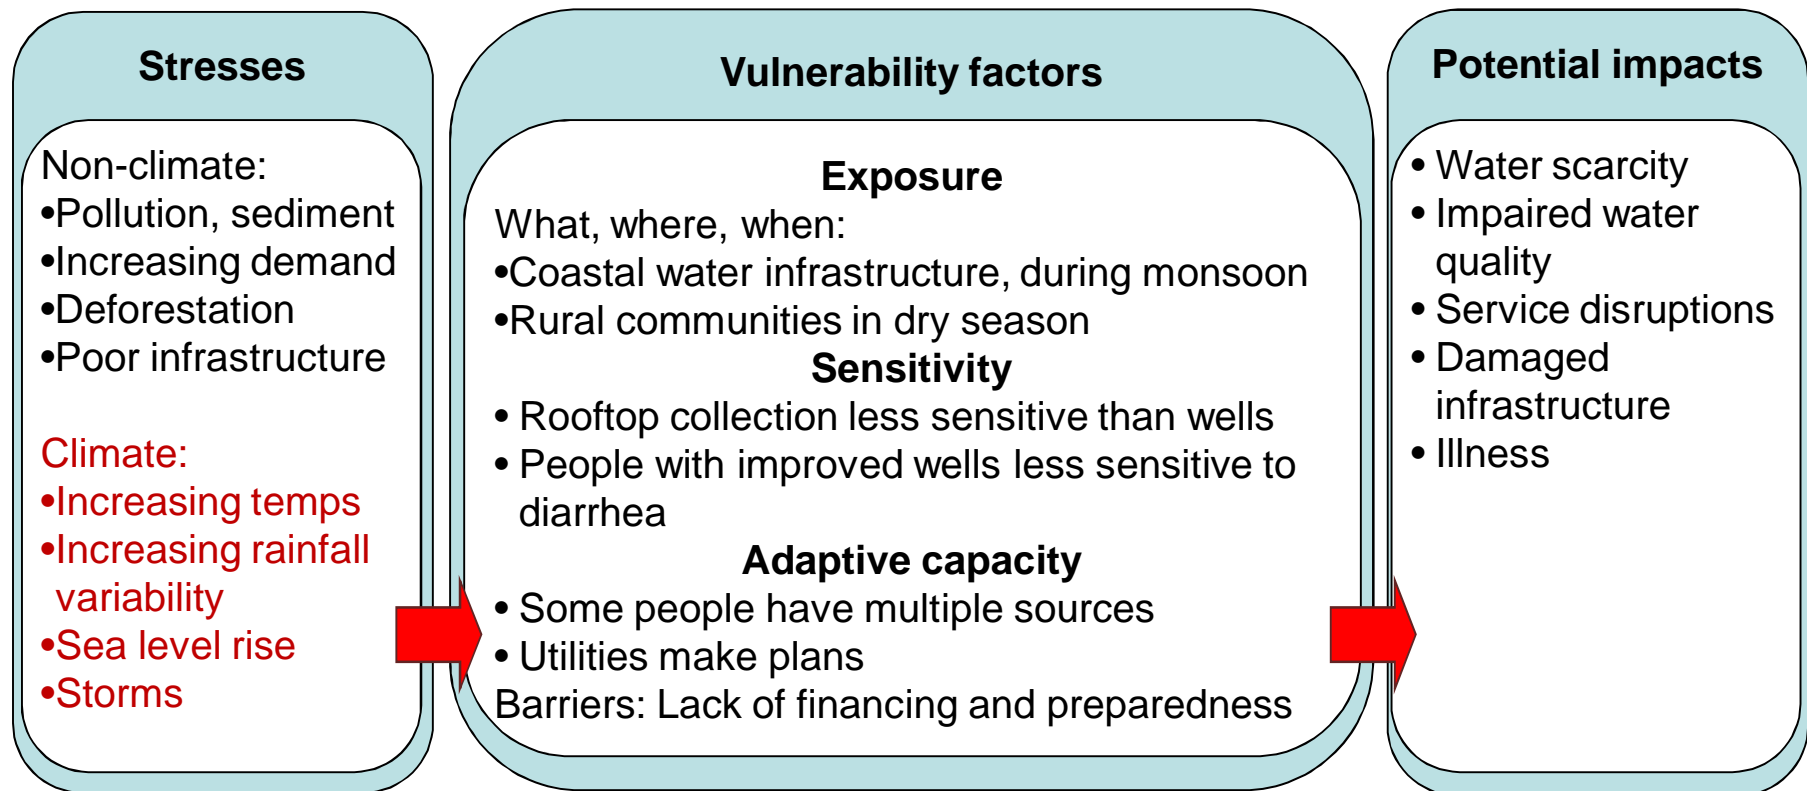 Stresses
Non-climate:
•Pollution, sediment
•Increasing demand
•Deforestation
•Poor infrastructure
Climate:
•Increasing temps
•Increasing rainfall
variability
•Sea level rise
•Storms
Vulnerability factors
Exposure
What, where, when:
•Coastal water infrastructure, during monsoon
•Rural communities in dry season
Sensitivity
• Rooftop collection less sensitive than wells
• People with improved wells less sensitive to
diarrhea
Adaptive capacity
• Some people have multiple sources
• Utilities make plans
Barriers: Lack of financing and preparedness
Potential impacts
• Water scarcity
• Impaired water
quality
• Service disruptions
• Damaged
infrastructure
• Illness